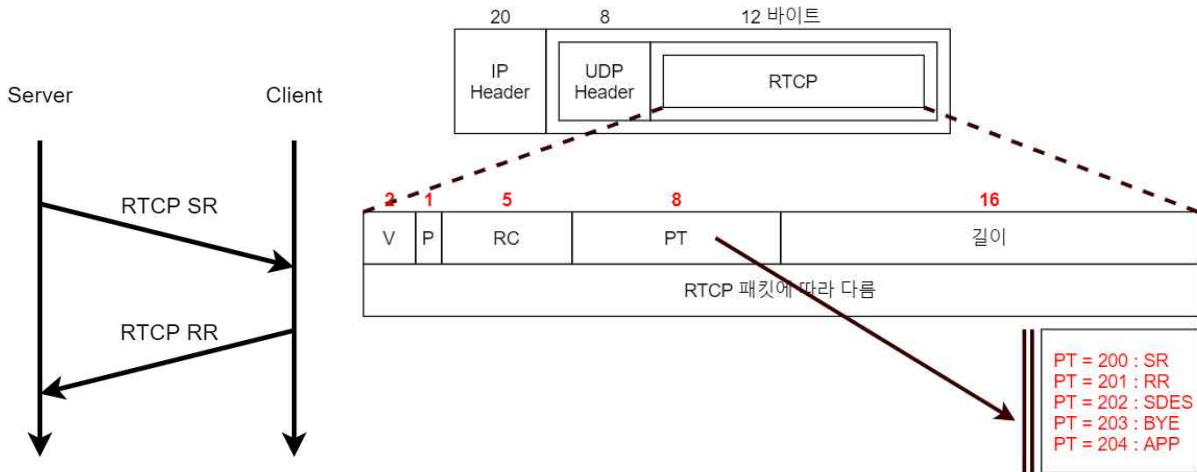 20 8 12 바이트
IP
Header
UDP
Header
RTCP
Server Client
RTCP SR
RTCP RR
2 1 5 8 16
V P RC PT 길이
RTCP 패킷에 따라 다름
PT = 200 : SR
PT = 201 : RR
PT = 202 : SDES
PT = 203 : BYE
PT = 204 : APP